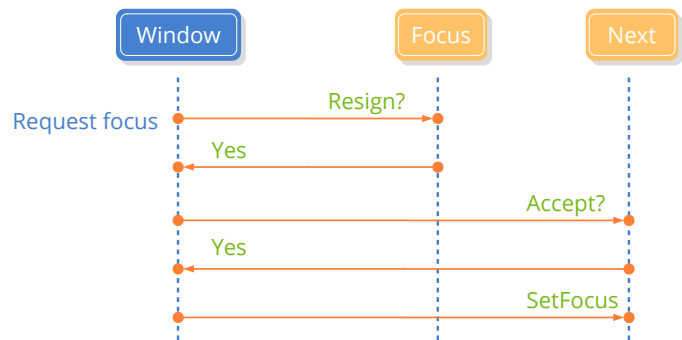 Window
Focus
Next
Resign?
Request focus
Yes
Accept?
Yes
SetFocus